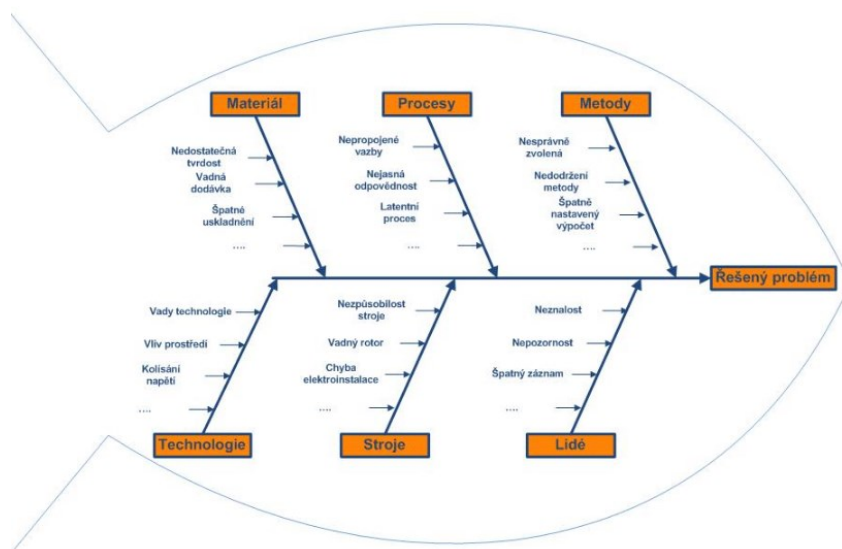 Materiál
Procesy
Metody
Nedostatečná
tvrdost
Vadná
dodávka
Špatné
uskladnění
....
Nepropojené
vazby
Nejasná
odpovědnost
Latentní
proces
....
Nesprávně
zvolená
Nedodržení
metody
Špatně
nastavený
výpočet
....
Řešený problém
Vady technologie
Vliv prostředí
Kolísání
napětí
....
Nezpůsobilost
stroje
Vadný rotor
Chyba
elektroinstalace
....
Neznalost
Nepozornost
Špatný záznam
....
Technologie
Stroje
Lidé